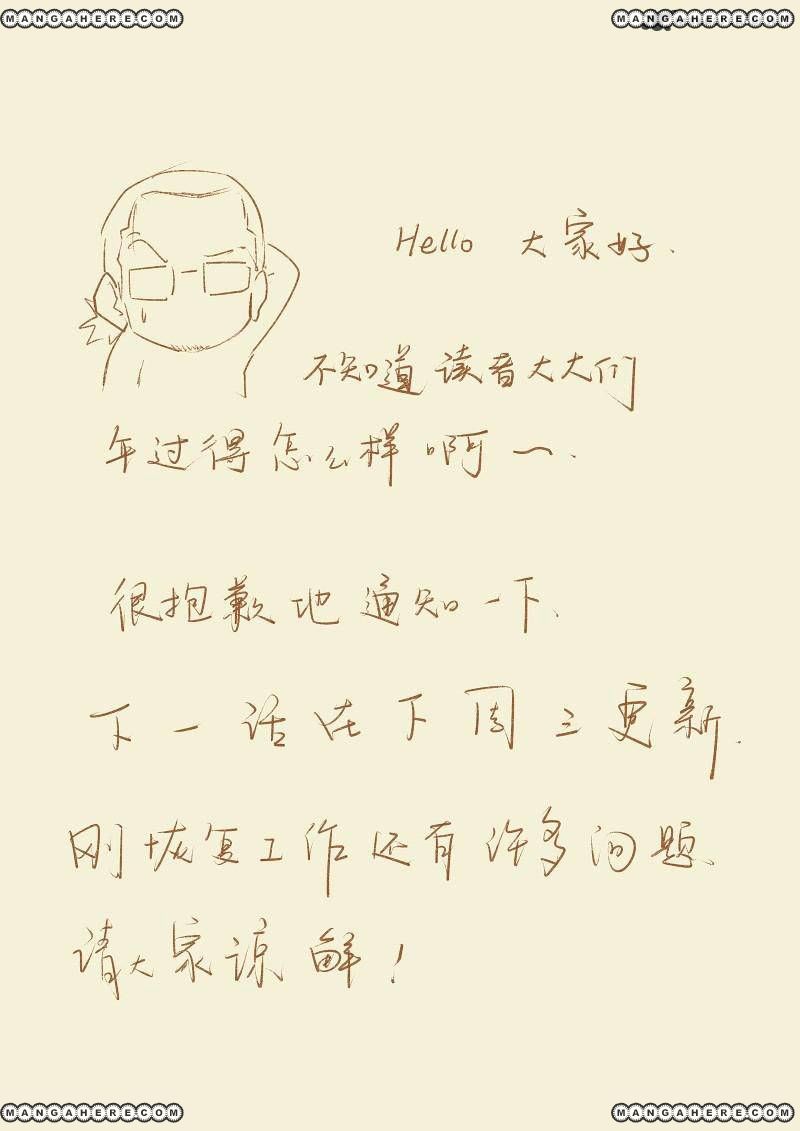 MANGAHERE.COM MANGAHERE.COM
Hello 大家好.
不知道读者大大们
年过得怎么样啊~.
很抱歉地通知一下.
下一话在下周三更新.
刚恢复工作还有许多问题.
请大家谅解!
MANGAHERE.COM MANGAHERE.COM